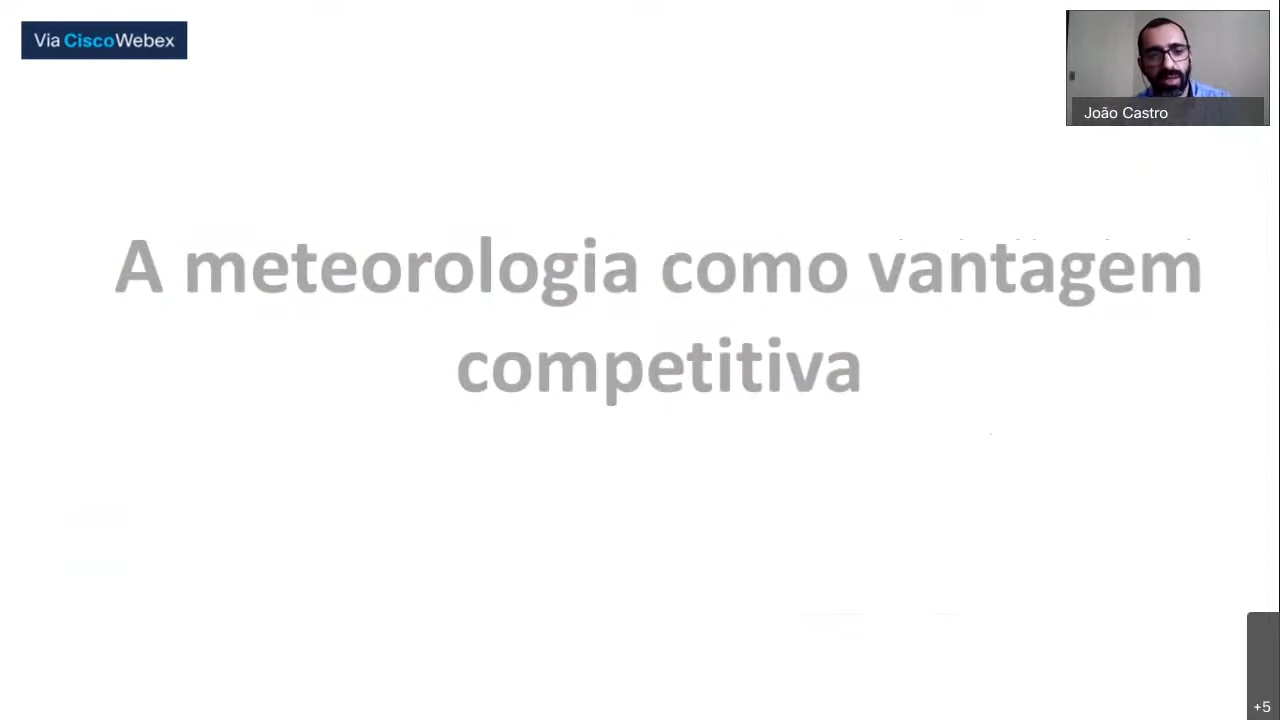 Via CiscoWebex
João Castro
A meteorologia como vantagem
competitiva
+5